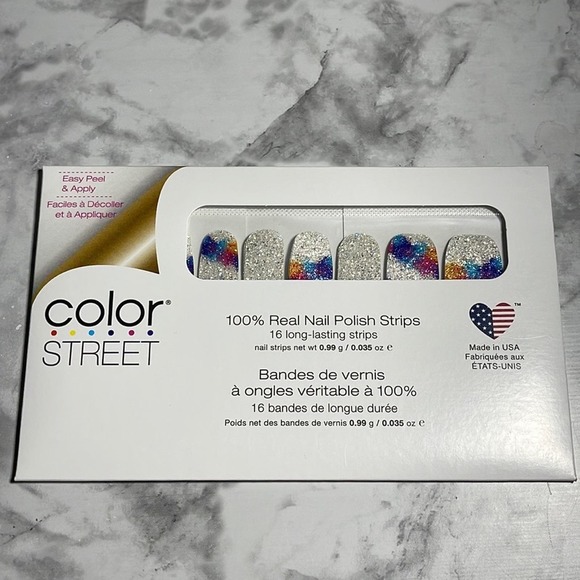 Easy Peel
& Apply
Faciles à Décoller
et à Appliquer
color®
STREET
100% Real Nail Polish Strips
16 long-lasting strips
nail strips net wt 0.99 g / 0.035 oz ℮
Bandes de vernis
à ongles véritable à 100%
16 bandes de longue durée
Poids net des bandes de vernis 0.99 g / 0.035 oz ℮
™
Made in USA
Fabriquées aux
ÉTATS-UNIS